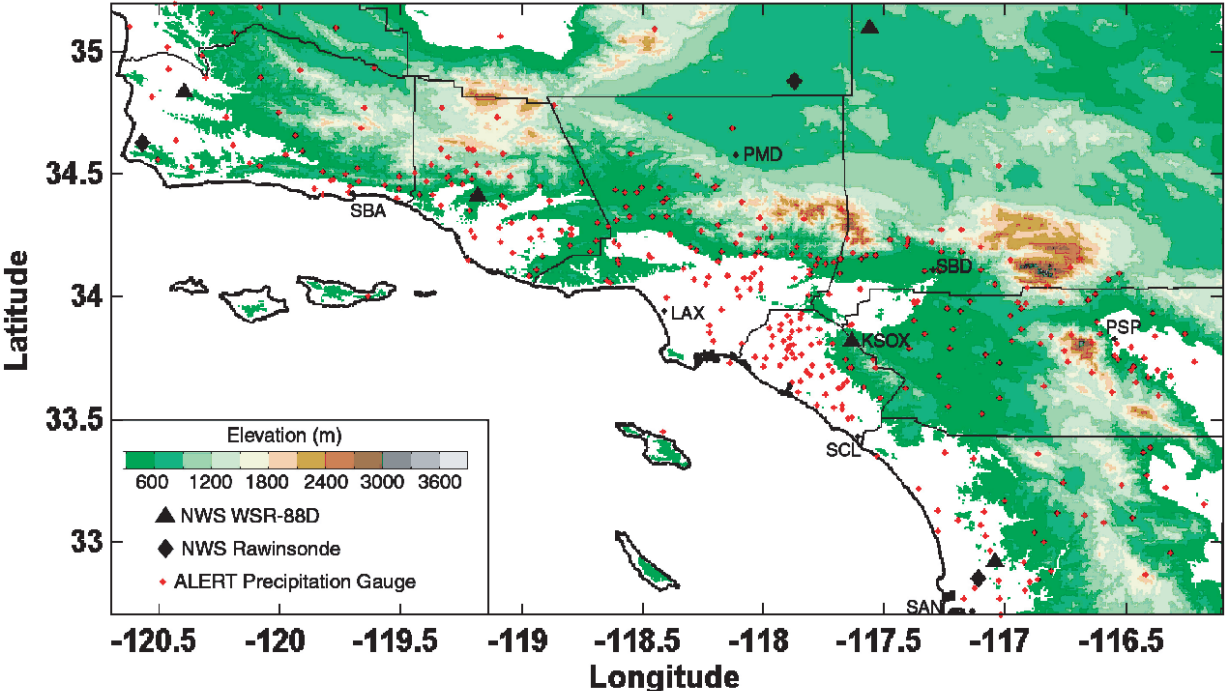 35
PMD
34.5
SBA
SBD
34
LAX
PSP
KSOX
Latitude
33.5
SCL
Elevation (m)
600 1200 1800 2400 3000 3600
NWS WSR-88D
33
NWS Rawinsonde
ALERT Precipitation Gauge
SAN
-120.5 -120 -119.5 -119 -118.5 -118 -117.5 -117 -116.5
Longitude